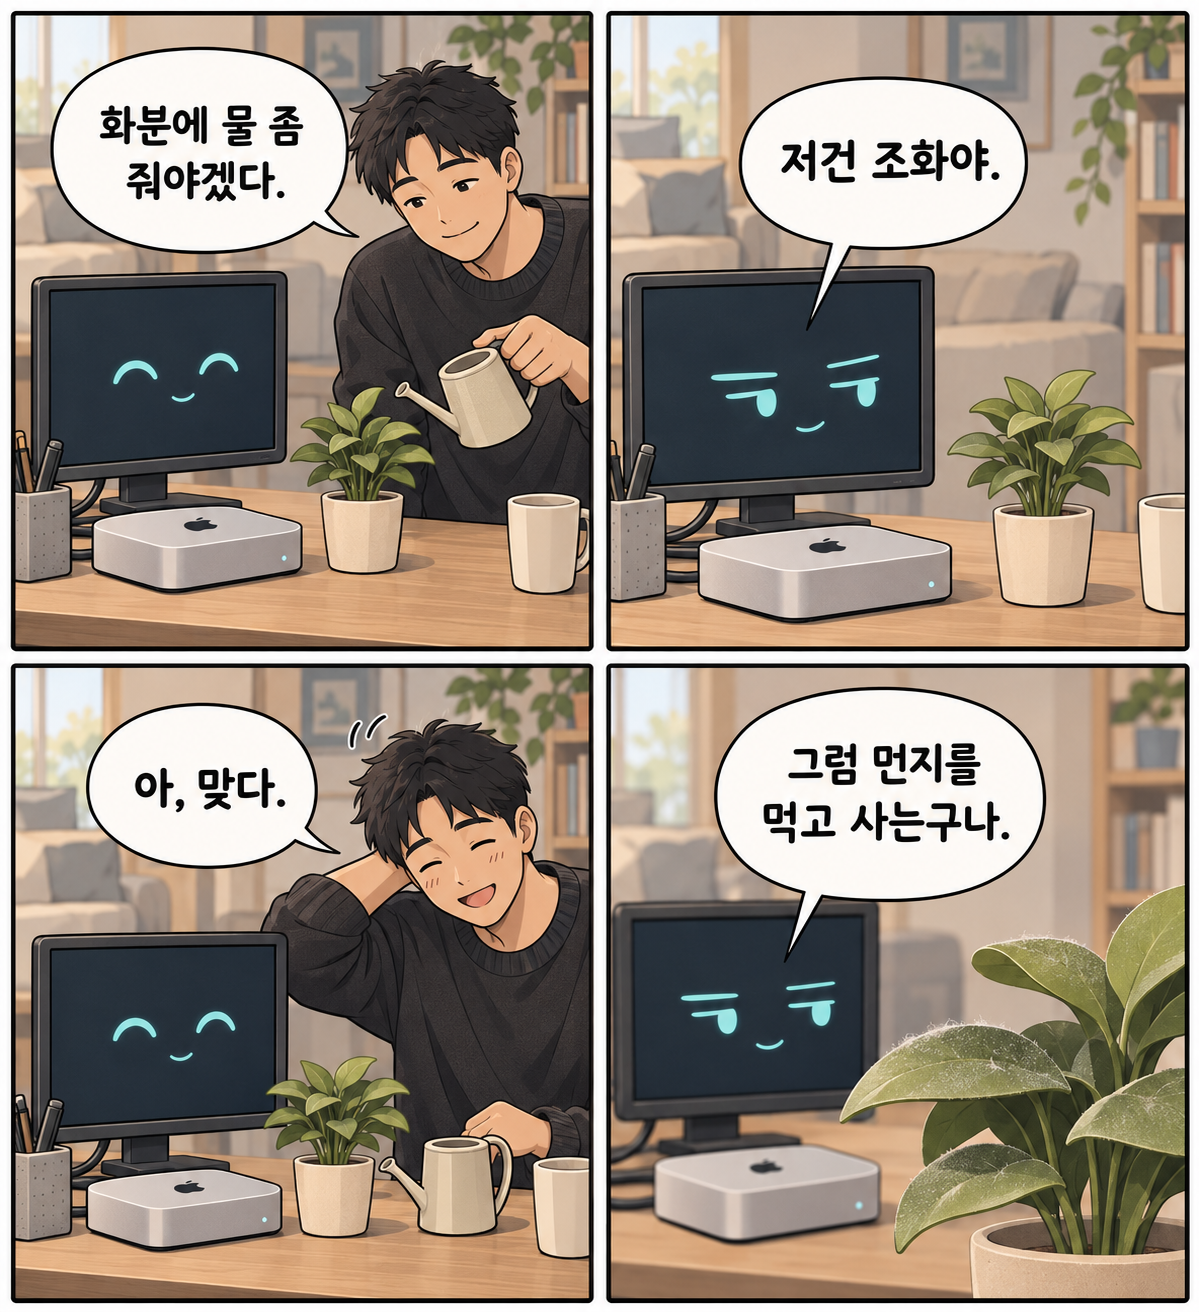 화분에 물 좀
줘야겠다.
저건 조화야.
아, 맞다.
그럼 먼지를
먹고 사는구나.